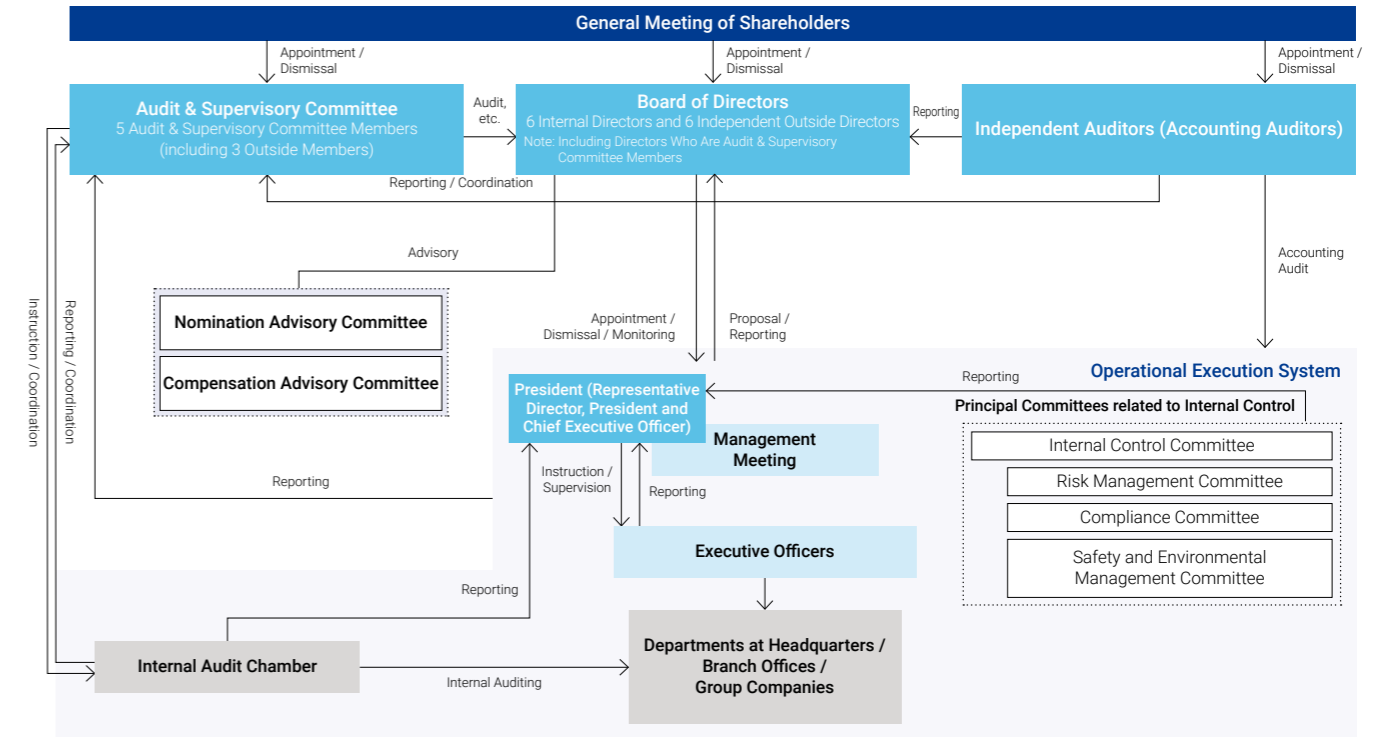 General Meeting of Shareholders
Appointment /
Dismissal
Appointment /
Dismissal
Appointment /
Dismissal
Audit & Supervisory Committee
5 Audit & Supervisory Committee Members
(including 3 Outside Members)
Audit,
etc.
Board of Directors
6 Internal Directors and 6 Independent Outside Directors
Note: Including Directors Who Are Audit & Supervisory
Committee Members
Reporting
Independent Auditors (Accounting Auditors)
Reporting / Coordination
Advisory
Accounting
Audit
Instruction / Coordination
Reporting / Coordination
Nomination Advisory Committee
Compensation Advisory Committee
Appointment /
Dismissal / Monitoring
Proposal /
Reporting
Operational Execution System
President (Representative
Director, President and
Chief Executive Officer)
Reporting
Principal Committees related to Internal Control
Management
Meeting
Internal Control Committee
Risk Management Committee
Compliance Committee
Safety and Environmental
Management Committee
Reporting
Instruction /
Supervision
Reporting
Executive Officers
Reporting
Internal Audit Chamber
Internal Auditing
Departments at Headquarters /
Branch Offices /
Group Companies